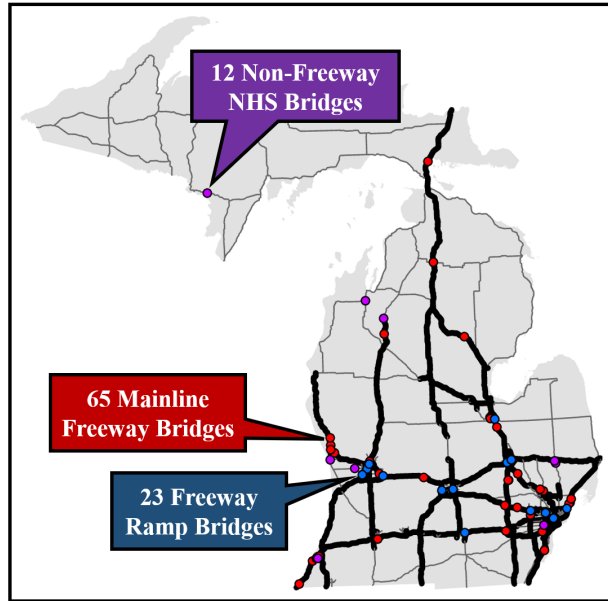 12 Non-Freeway
NHS Bridges
65 Mainline
Freeway Bridges
23 Freeway
Ramp Bridges